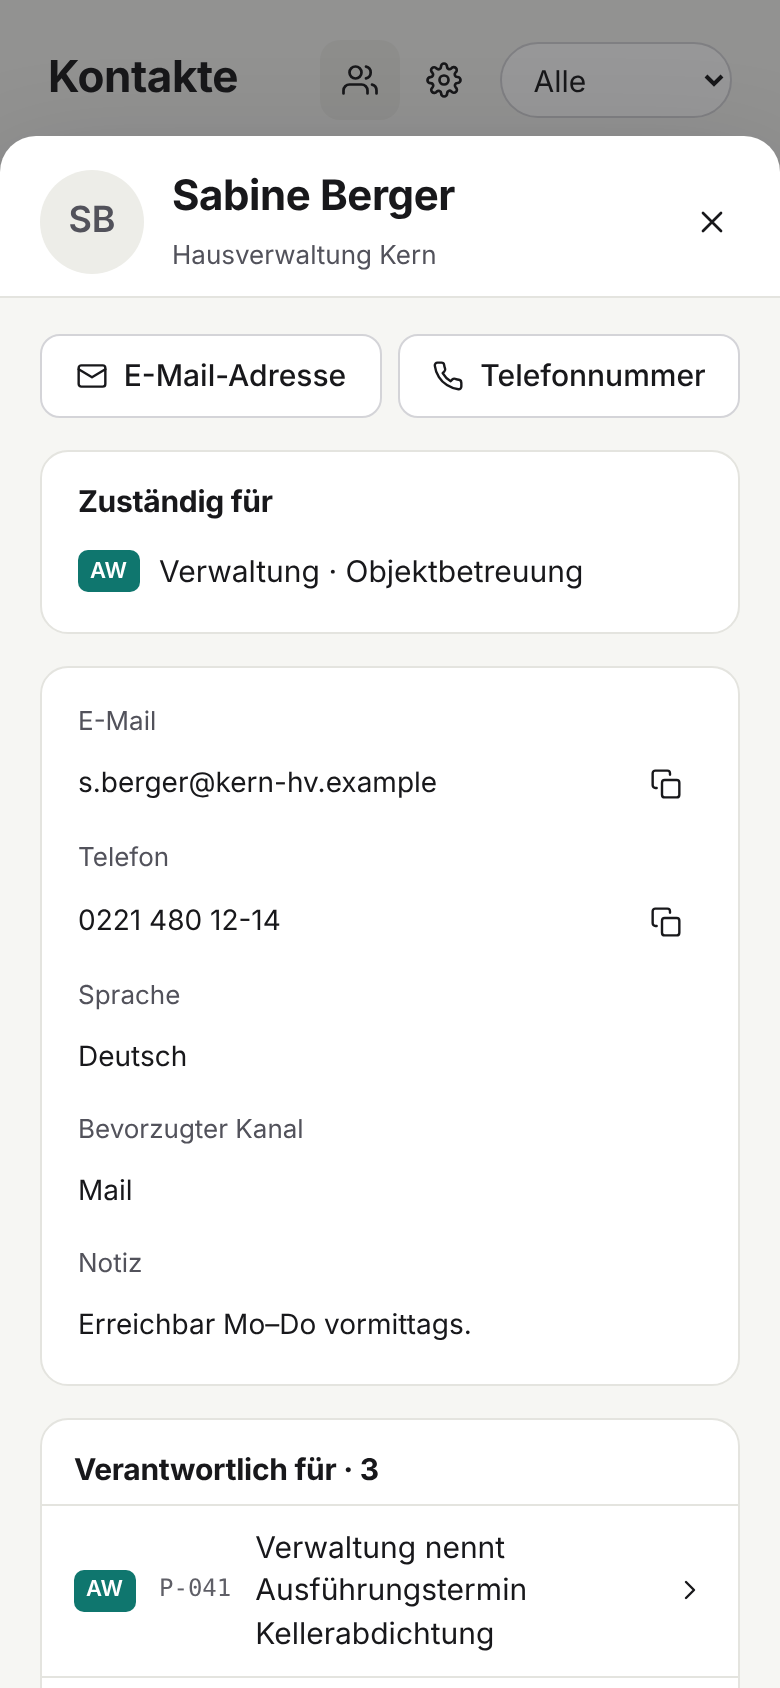 Kontakte
Alle
SB
Sabine Berger
Hausverwaltung Kern
E-Mail-Adresse
Telefonnummer
Zuständig für
AW Verwaltung · Objektbetreuung
E-Mail
s.berger@kern-hv.example
Telefon
0221 480 12-14
Sprache
Deutsch
Bevorzugter Kanal
Mail
Notiz
Erreichbar Mo–Do vormittags.
Verantwortlich für · 3
AW P-041
Verwaltung nennt
Ausführungstermin
Kellerabdichtung